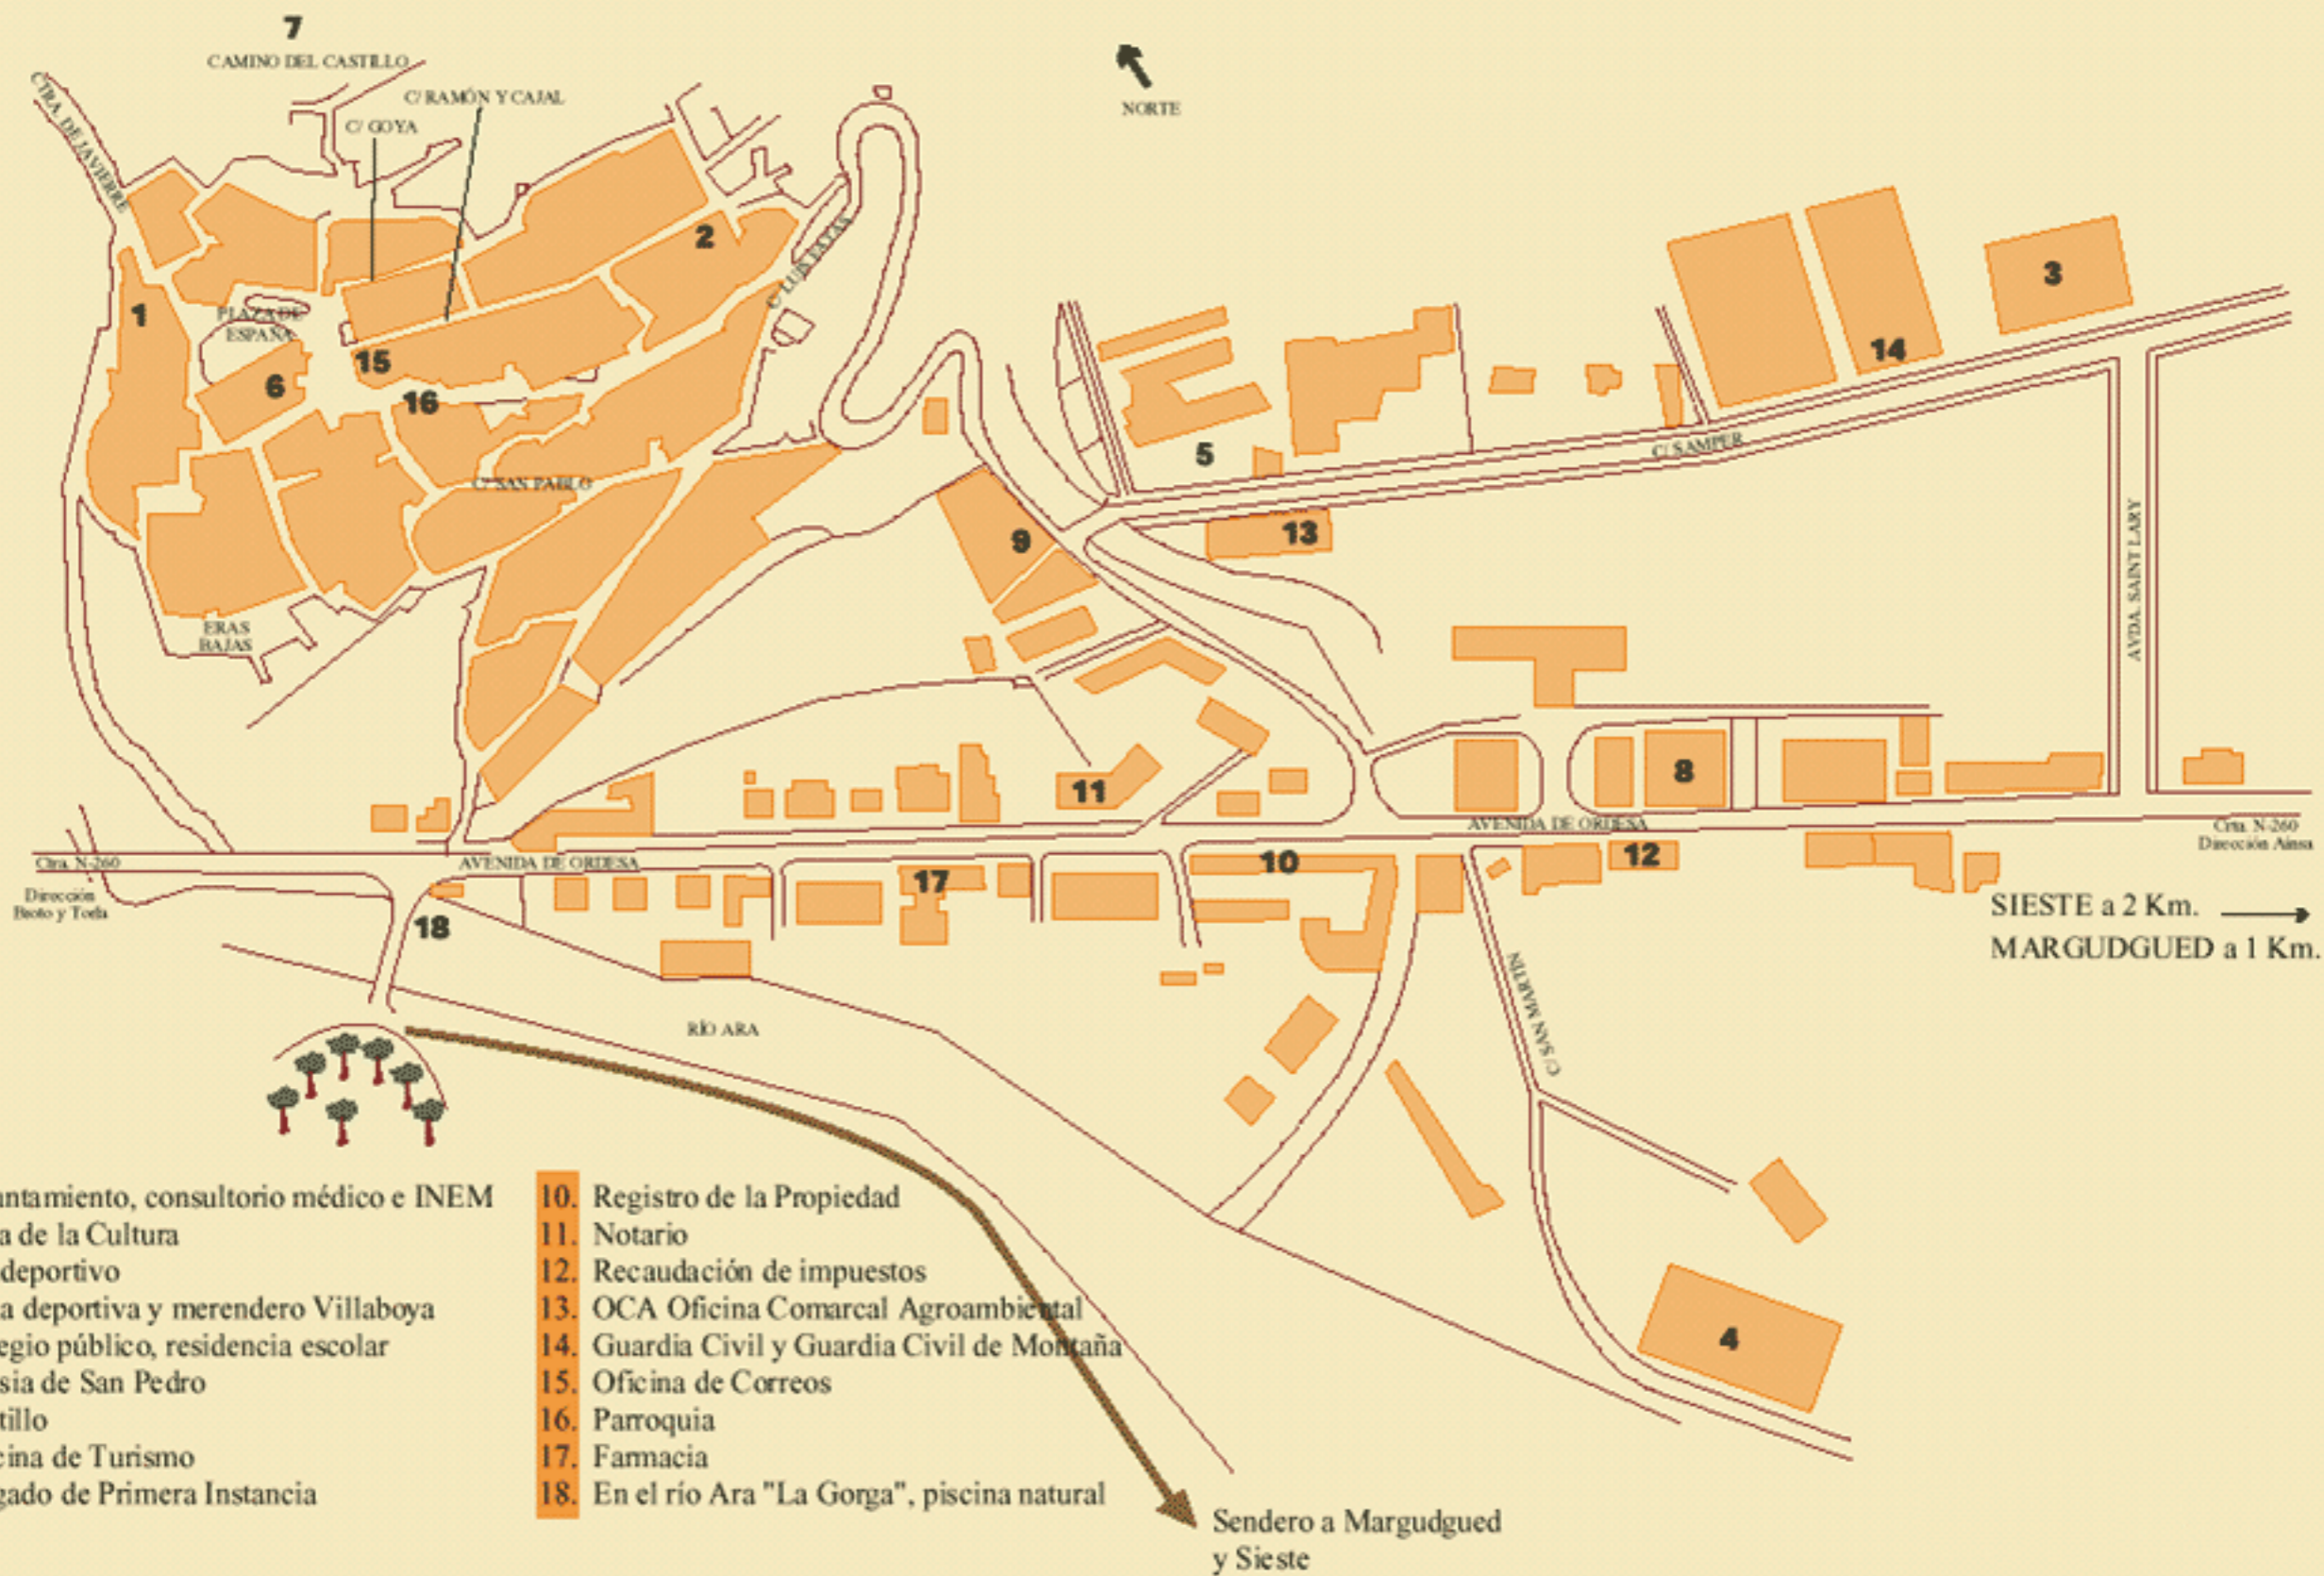 7
CAMINO DEL CASTILLO
CTRA. DE JAVIERRE
C/ RAMÓN Y CAJAL
C/ GOYA
NORTE
2
C/ LUIS FATAS
1
PLAZA DE
ESPAÑA
15
6
16
3
14
5
C/ SAMPER
C/ SAN PABLO
9
13
AVDA. SAINT LARY
ERAS
BAJAS
8
11
AVENIDA DE ORDESA
Ctra. N-260
Dirección Aínsa
Ctra. N-260
AVENIDA DE ORDESA
10
12
17
Dirección
Broto y Torla
18
SIESTE a 2 Km.
MARGUDGUED a 1 Km.
C/ SAN MARTIN
RÍO ARA
4
antamiento, consultorio médico e INEM
a de la Cultura
deportivo
a deportiva y merendero Villaboya
egio público, residencia escolar
sia de San Pedro
tillo
cina de Turismo
gado de Primera Instancia
10. Registro de la Propiedad
11. Notario
12. Recaudación de impuestos
13. OCA Oficina Comarcal Agroambiental
14. Guardia Civil y Guardia Civil de Montaña
15. Oficina de Correos
16. Parroquia
17. Farmacia
18. En el río Ara "La Gorga", piscina natural
Sendero a Margudgued
y Sieste